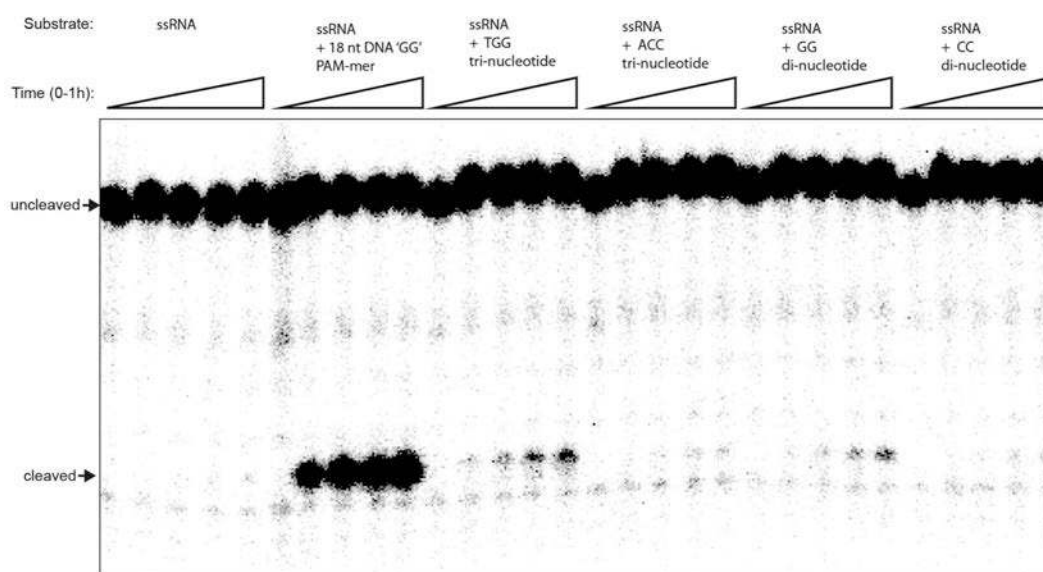 Substrate:
ssRNA
ssRNA
+ 18 nt DNA 'GG'
PAM-mer
ssRNA
+ TGG
tri-nucleotide
ssRNA
+ ACC
tri-nucleotide
ssRNA
+ GG
di-nucleotide
ssRNA
+ CC
di-nucleotide
Time (0-1h):
uncleaved
cleaved